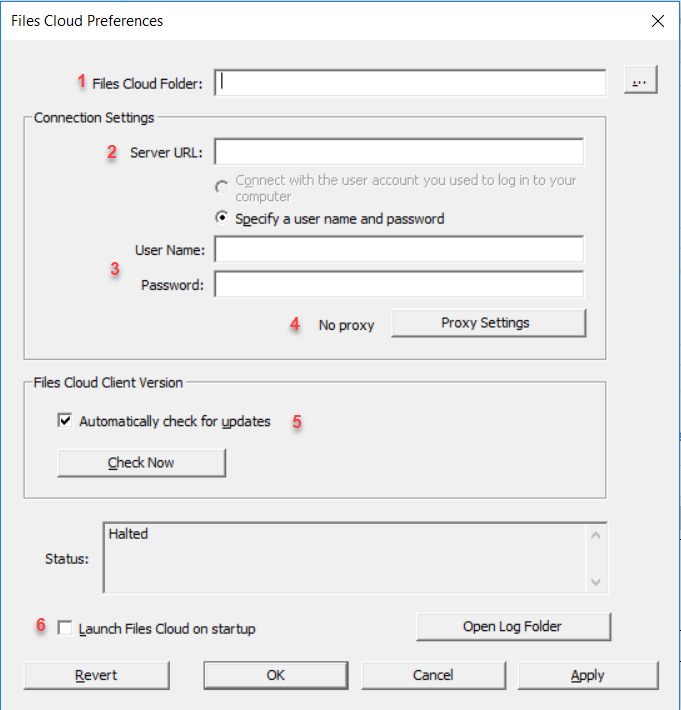 Files Cloud Preferences
1 Files Cloud Folder: ...
Connection Settings
2 Server URL:
Connect with the user account you used to log in to your
computer
Specify a user name and password
User Name:
3
Password:
4 No proxy Proxy Settings
Files Cloud Client Version
Automatically check for updates 5
Check Now
Halted
Status:
6 Launch Files Cloud on startup Open Log Folder
Revert OK Cancel Apply